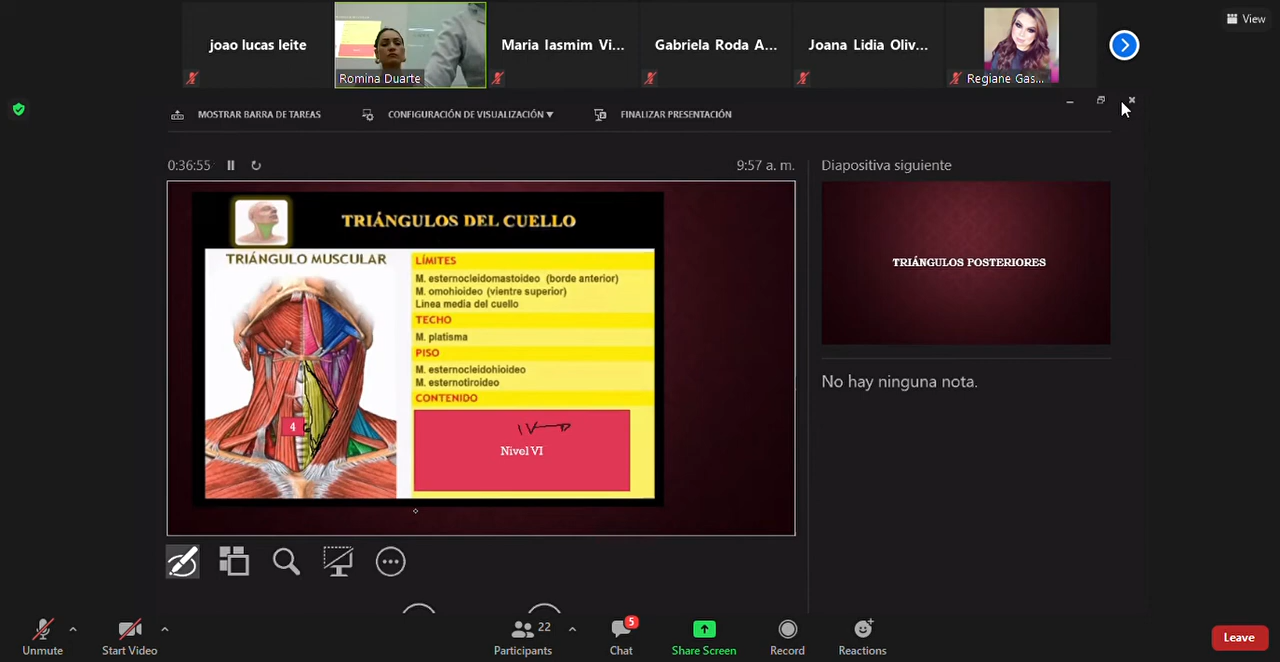 View
joao lucas leite
Romina Duarte
Maria Iasmim Vi...
Gabriela Roda A...
Joana Lidia Oliv...
Regiane Gas...
MOSTRAR BARRA DE TAREAS
CONFIGURACIÓN DE VISUALIZACIÓN
FINALIZAR PRESENTACIÓN
0:36:55
9:57 a. m.
Diapositiva siguiente
TRIÁNGULOS DEL CUELLO
TRIÁNGULO MUSCULAR
LÍMITES
M. esternocleidomastoideo (borde anterior)
M. omohioideo (vientre superior)
Línea media del cuello
TECHO
M. platisma
PISO
M. esternocleidohioideo
M. esternotiroideo
CONTENIDO
4
IV
Nivel VI
TRIÁNGULOS POSTERIORES
No hay ninguna nota.
Unmute
Start Video
22
Participants
5
Chat
Share Screen
Record
Reactions
Leave